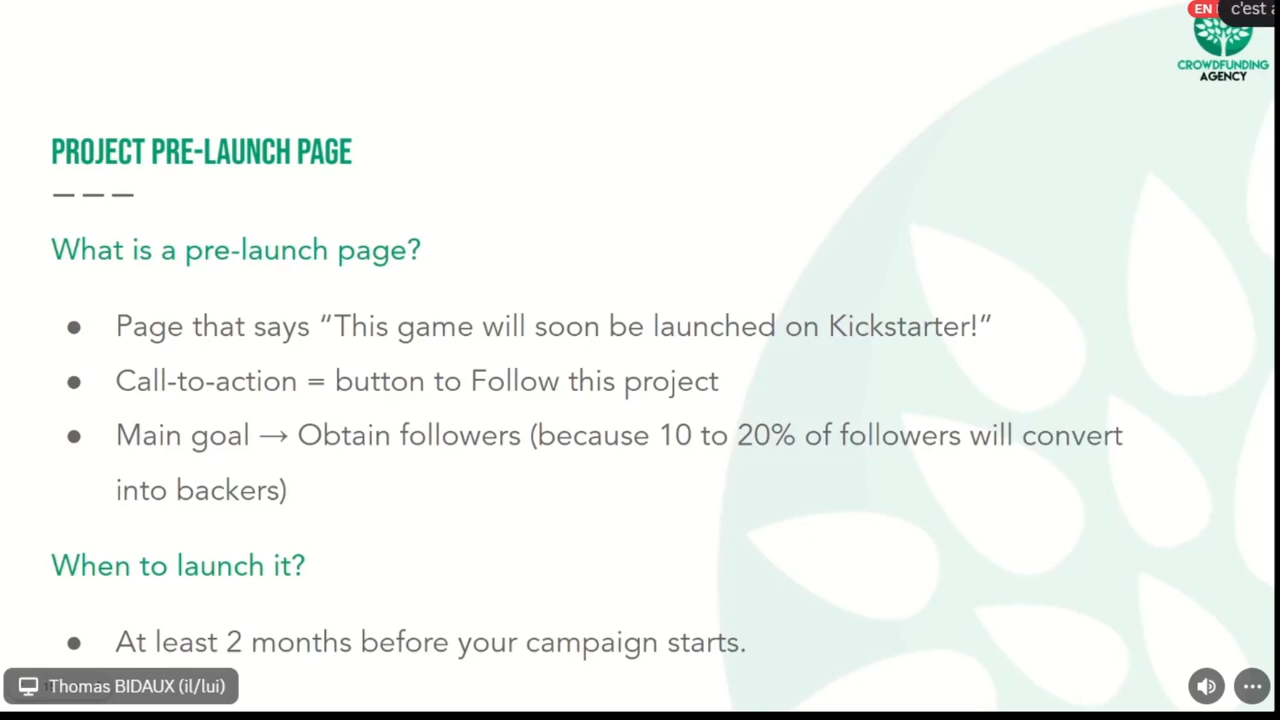 EN
c'est
CROWDFUNDING
AGENCY
PROJECT PRE-LAUNCH PAGE
What is a pre-launch page?
● Page that says “This game will soon be launched on Kickstarter!”
● Call-to-action = button to Follow this project
● Main goal → Obtain followers (because 10 to 20% of followers will convert
into backers)
When to launch it?
● At least 2 months before your campaign starts.
Thomas BIDAUX (il/lui)